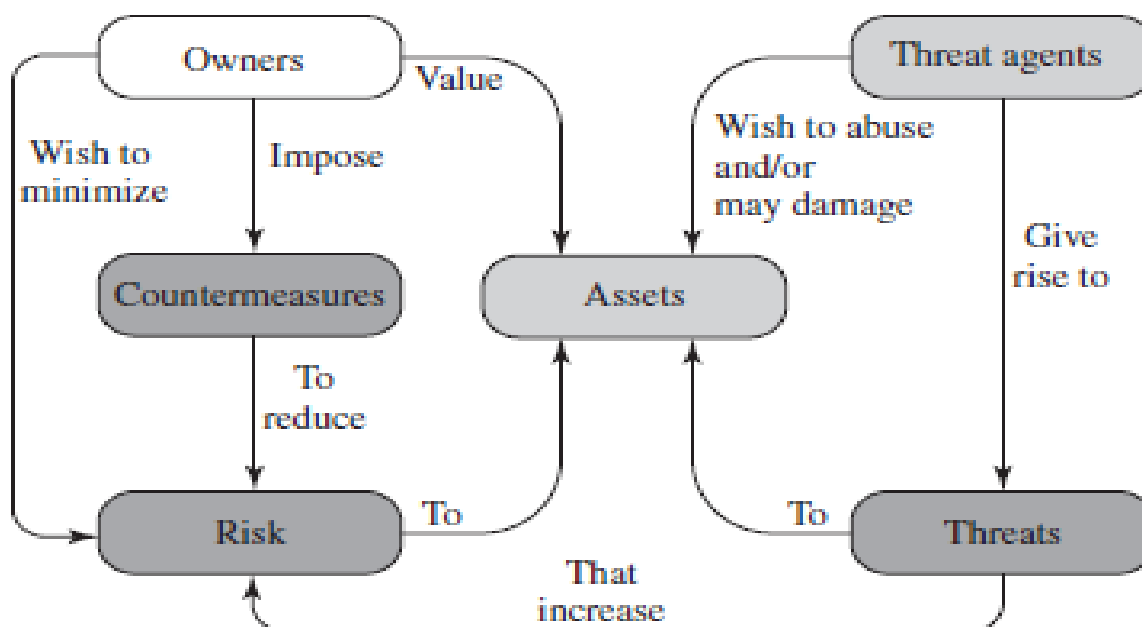 Owners
Value
Threat agents
Wish to
minimize
Impose
Wish to abuse
and/or
may damage
Give
rise to
Countermeasures
Assets
To
reduce
Risk
To
To
Threats
That
increase